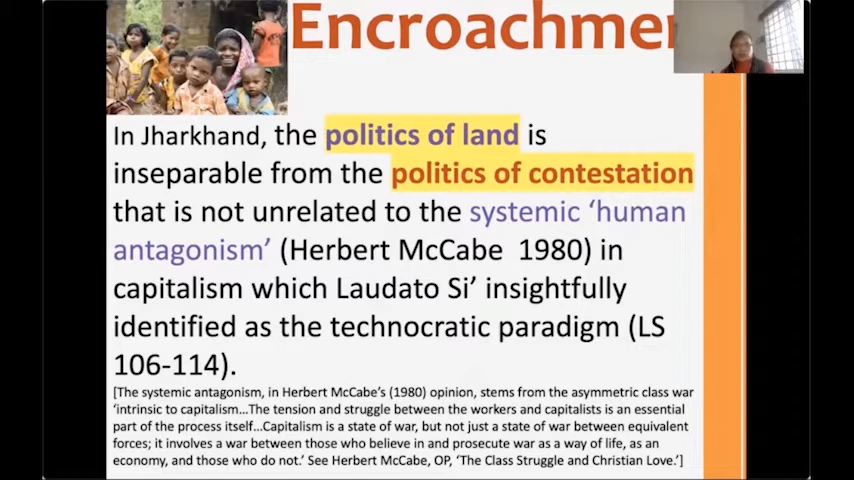 Encroachme
In Jharkhand, the politics of land is
inseparable from the politics of contestation
that is not unrelated to the systemic ‘human
antagonism’ (Herbert McCabe 1980) in
capitalism which Laudato Si’ insightfully
identified as the technocratic paradigm (LS
106-114).
[The systemic antagonism, in Herbert McCabe’s (1980) opinion, stems from the asymmetric class war
‘intrinsic to capitalism…The tension and struggle between the workers and capitalists is an essential
part of the process itself…Capitalism is a state of war, but not just a state of war between equivalent
forces; it involves a war between those who believe in and prosecute war as a way of life, as an
economy, and those who do not.’ See Herbert McCabe, OP, ‘The Class Struggle and Christian Love.’]